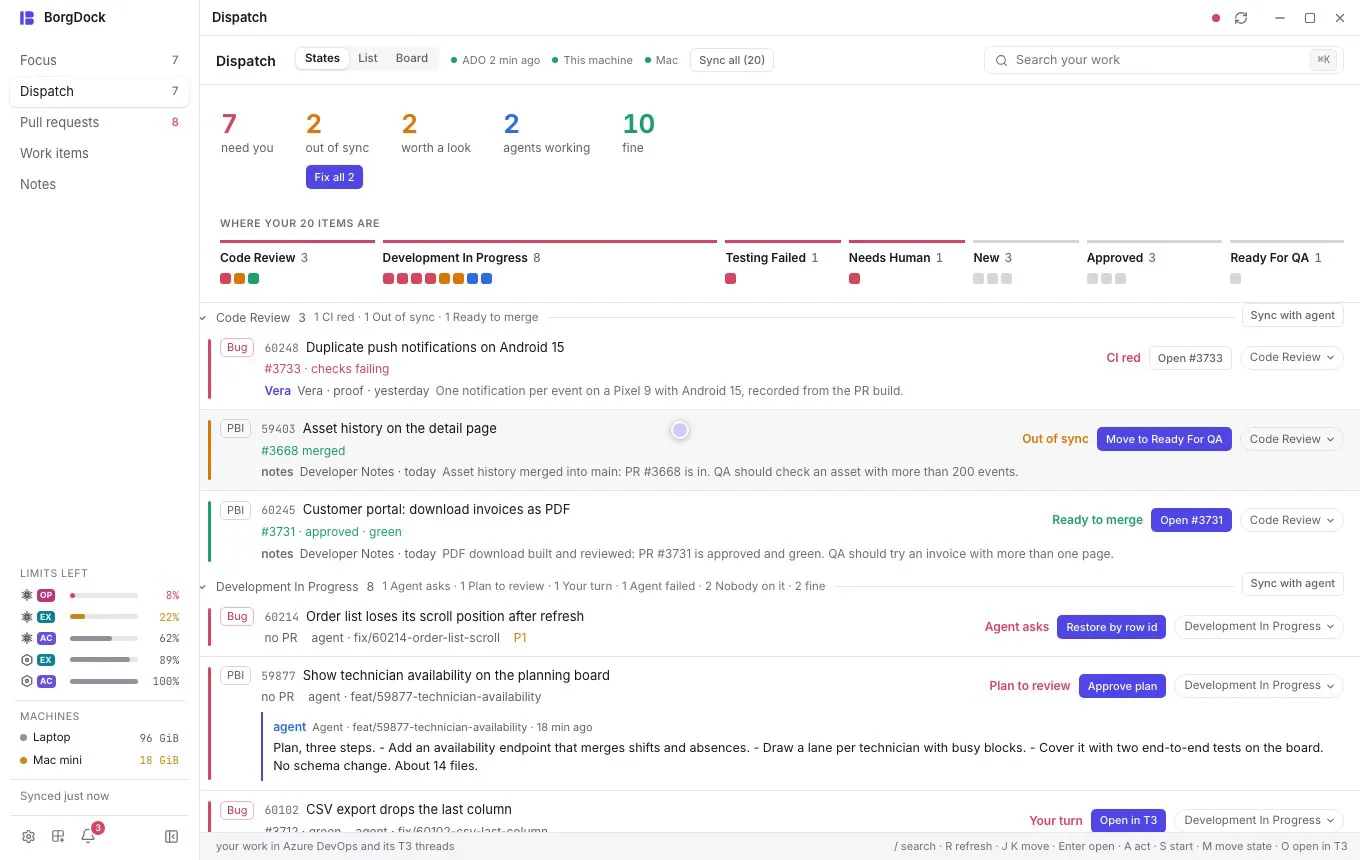 BorgDock
Dispatch
Focus 7
Dispatch 7
Pull requests 8
Work items
Notes
Dispatch States List Board ADO 2 min ago This machine Mac Sync all (20) Search your work ⌘K
7 2 2 2 10
need you out of sync worth a look agents working fine
Fix all 2
WHERE YOUR 20 ITEMS ARE
Code Review 3 Development In Progress 8 Testing Failed 1 Needs Human 1 New 3 Approved 3 Ready For QA 1
Code Review 3 1 CI red · 1 Out of sync · 1 Ready to merge Sync with agent
Bug 60248 Duplicate push notifications on Android 15
#3733 · checks failing
CI red Open #3733 Code Review
Vera Vera · proof · yesterday One notification per event on a Pixel 9 with Android 15, recorded from the PR build.
PBI 59403 Asset history on the detail page
#3668 merged
Out of sync Move to Ready For QA Code Review
notes Developer Notes · today Asset history merged into main: PR #3668 is in. QA should check an asset with more than 200 events.
PBI 60245 Customer portal: download invoices as PDF
#3731 · approved · green
Ready to merge Open #3731 Code Review
notes Developer Notes · today PDF download built and reviewed: PR #3731 is approved and green. QA should try an invoice with more than one page.
Development In Progress 8 1 Agent asks · 1 Plan to review · 1 Your turn · 1 Agent failed · 2 Nobody on it · 2 fine Sync with agent
Bug 60214 Order list loses its scroll position after refresh
no PR agent · fix/60214-order-list-scroll P1
Agent asks Restore by row id Development In Progress
PBI 59877 Show technician availability on the planning board
no PR agent · feat/59877-technician-availability
Plan to review Approve plan Development In Progress
agent Agent · feat/59877-technician-availability · 18 min ago
Plan, three steps. - Add an availability endpoint that merges shifts and absences. - Draw a lane per technician with busy blocks. - Cover it with two end-to-end tests on the board.
No schema change. About 14 files.
Bug 60102 CSV export drops the last column
#3712 · green agent · fix/60102-csv-last-column
Your turn Open in T3 Development In Progress
LIMITS LEFT
OP 8%
EX 22%
AC 62%
EX 89%
AC 100%
MACHINES
Laptop 96 GiB
Mac mini 18 GiB
Synced just now
3
your work in Azure DevOps and its T3 threads / search · R refresh · J K move · Enter open · A act · S start · M move state · O open in T3